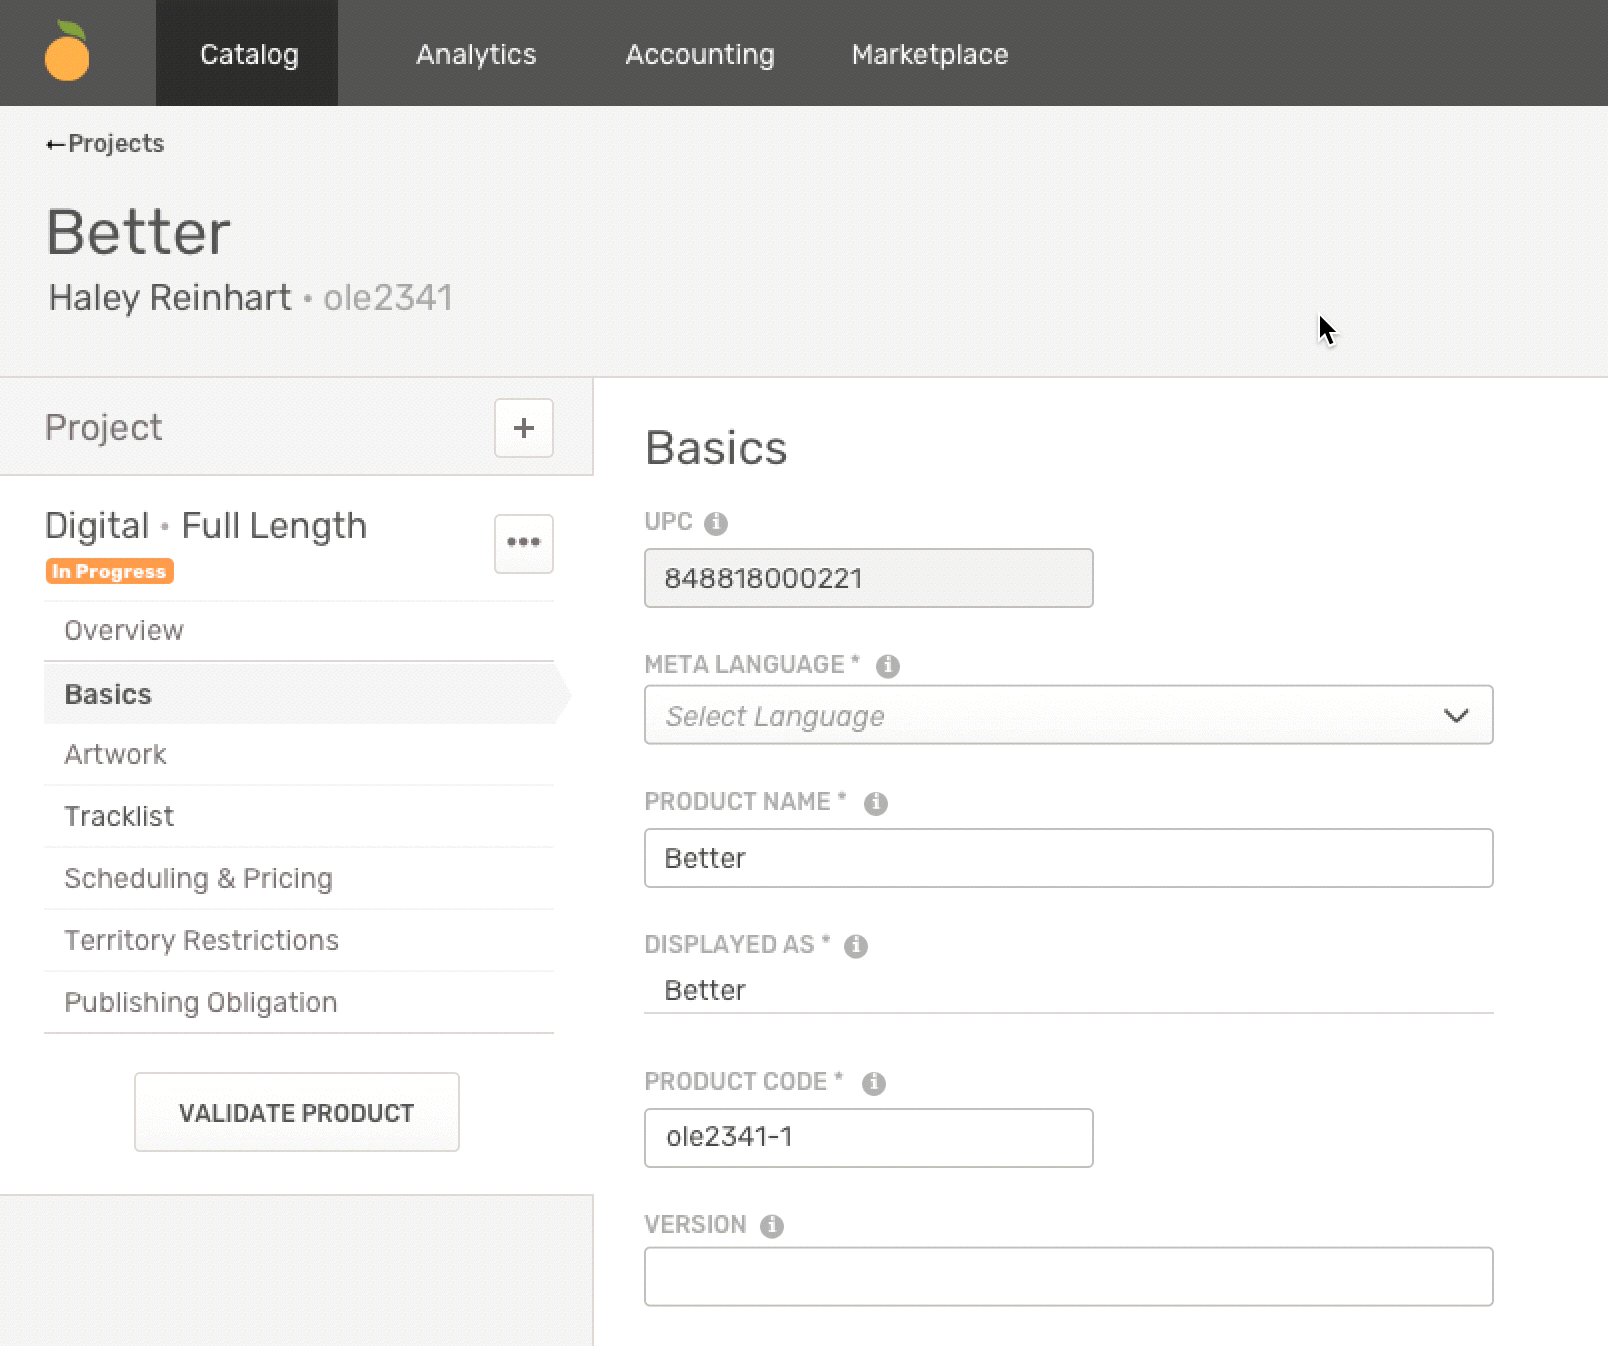 Catalog Analytics Accounting Marketplace
←Projects
Better
Haley Reinhart • ole2341
Project
+
Digital • Full Length
•••
In Progress
Overview
Basics
Artwork
Tracklist
Scheduling & Pricing
Territory Restrictions
Publishing Obligation
VALIDATE PRODUCT
Basics
UPC i
848818000221
META LANGUAGE * i
Select Language
PRODUCT NAME * i
Better
DISPLAYED AS * i
Better
PRODUCT CODE * i
ole2341-1
VERSION i